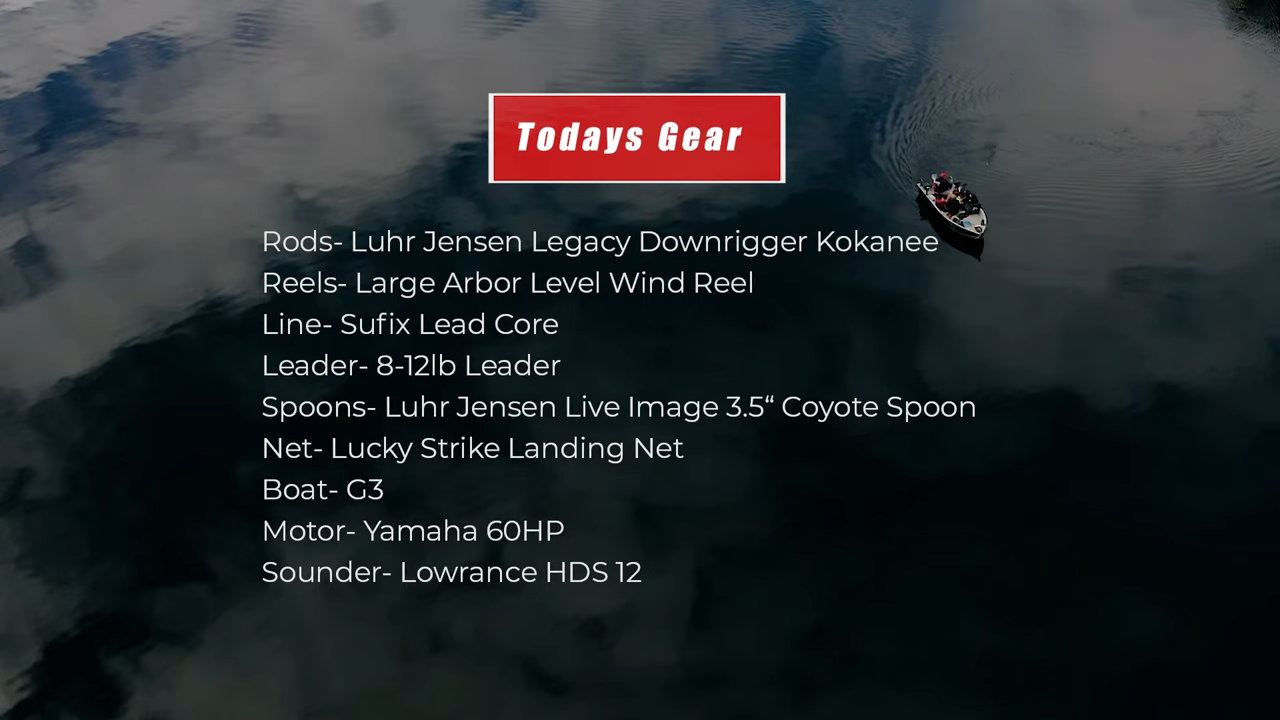 Todays Gear
Rods- Luhr Jensen Legacy Downrigger Kokanee
Reels- Large Arbor Level Wind Reel
Line- Sufix Lead Core
Leader- 8-12lb Leader
Spoons- Luhr Jensen Live Image 3.5“ Coyote Spoon
Net- Lucky Strike Landing Net
Boat- G3
Motor- Yamaha 60HP
Sounder- Lowrance HDS 12